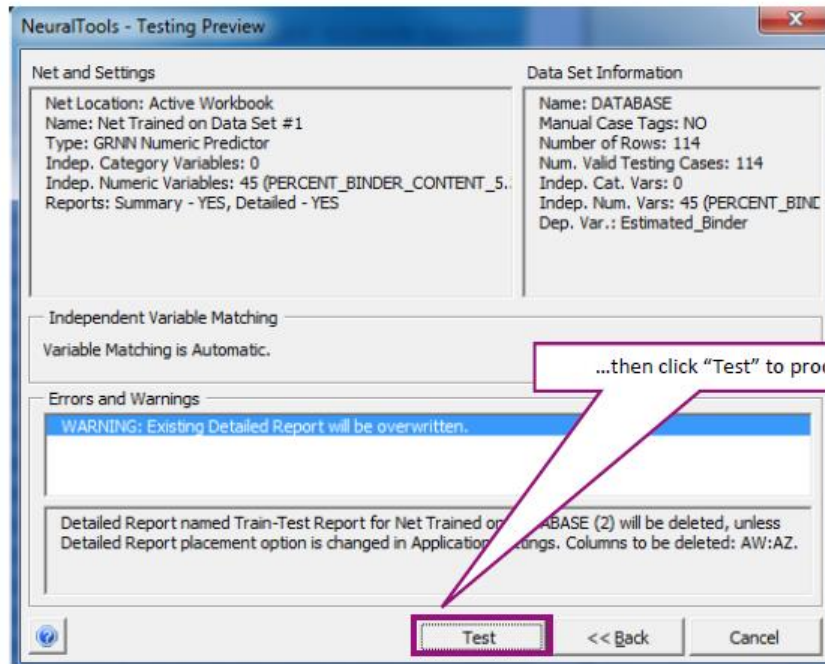 NeuralTools - Testing Preview
Net and Settings
Net Location: Active Workbook
Name: Net Trained on Data Set #1
Type: GRNN Numeric Predictor
Indep. Category Variables: 0
Indep. Numeric Variables: 45 (PERCENT_BINDER_CONTENT_5.
Reports: Summary - YES, Detailed - YES
Data Set Information
Name: DATABASE
Manual Case Tags: NO
Number of Rows: 114
Num. Valid Testing Cases: 114
Indep. Cat. Vars: 0
Indep. Num. Vars: 45 (PERCENT_BIND
Dep. Var.: Estimated_Binder
Independent Variable Matching
Variable Matching is Automatic.
...then click "Test" to proc
Errors and Warnings
WARNING: Existing Detailed Report will be overwritten.
Detailed Report named Train-Test Report for Net Trained on ABASE (2) will be deleted, unless
Detailed Report placement option is changed in Application ings. Columns to be deleted: AW:AZ.
Test
<< Back
Cancel